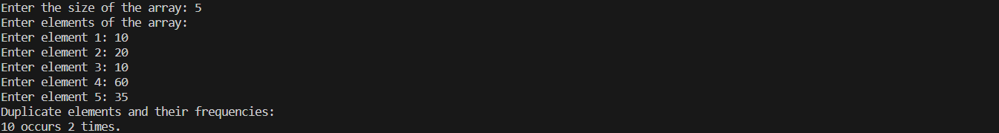 Enter the size of the array: 5
Enter elements of the array:
Enter element 1: 10
Enter element 2: 20
Enter element 3: 10
Enter element 4: 60
Enter element 5: 35
Duplicate elements and their frequencies:
10 occurs 2 times.